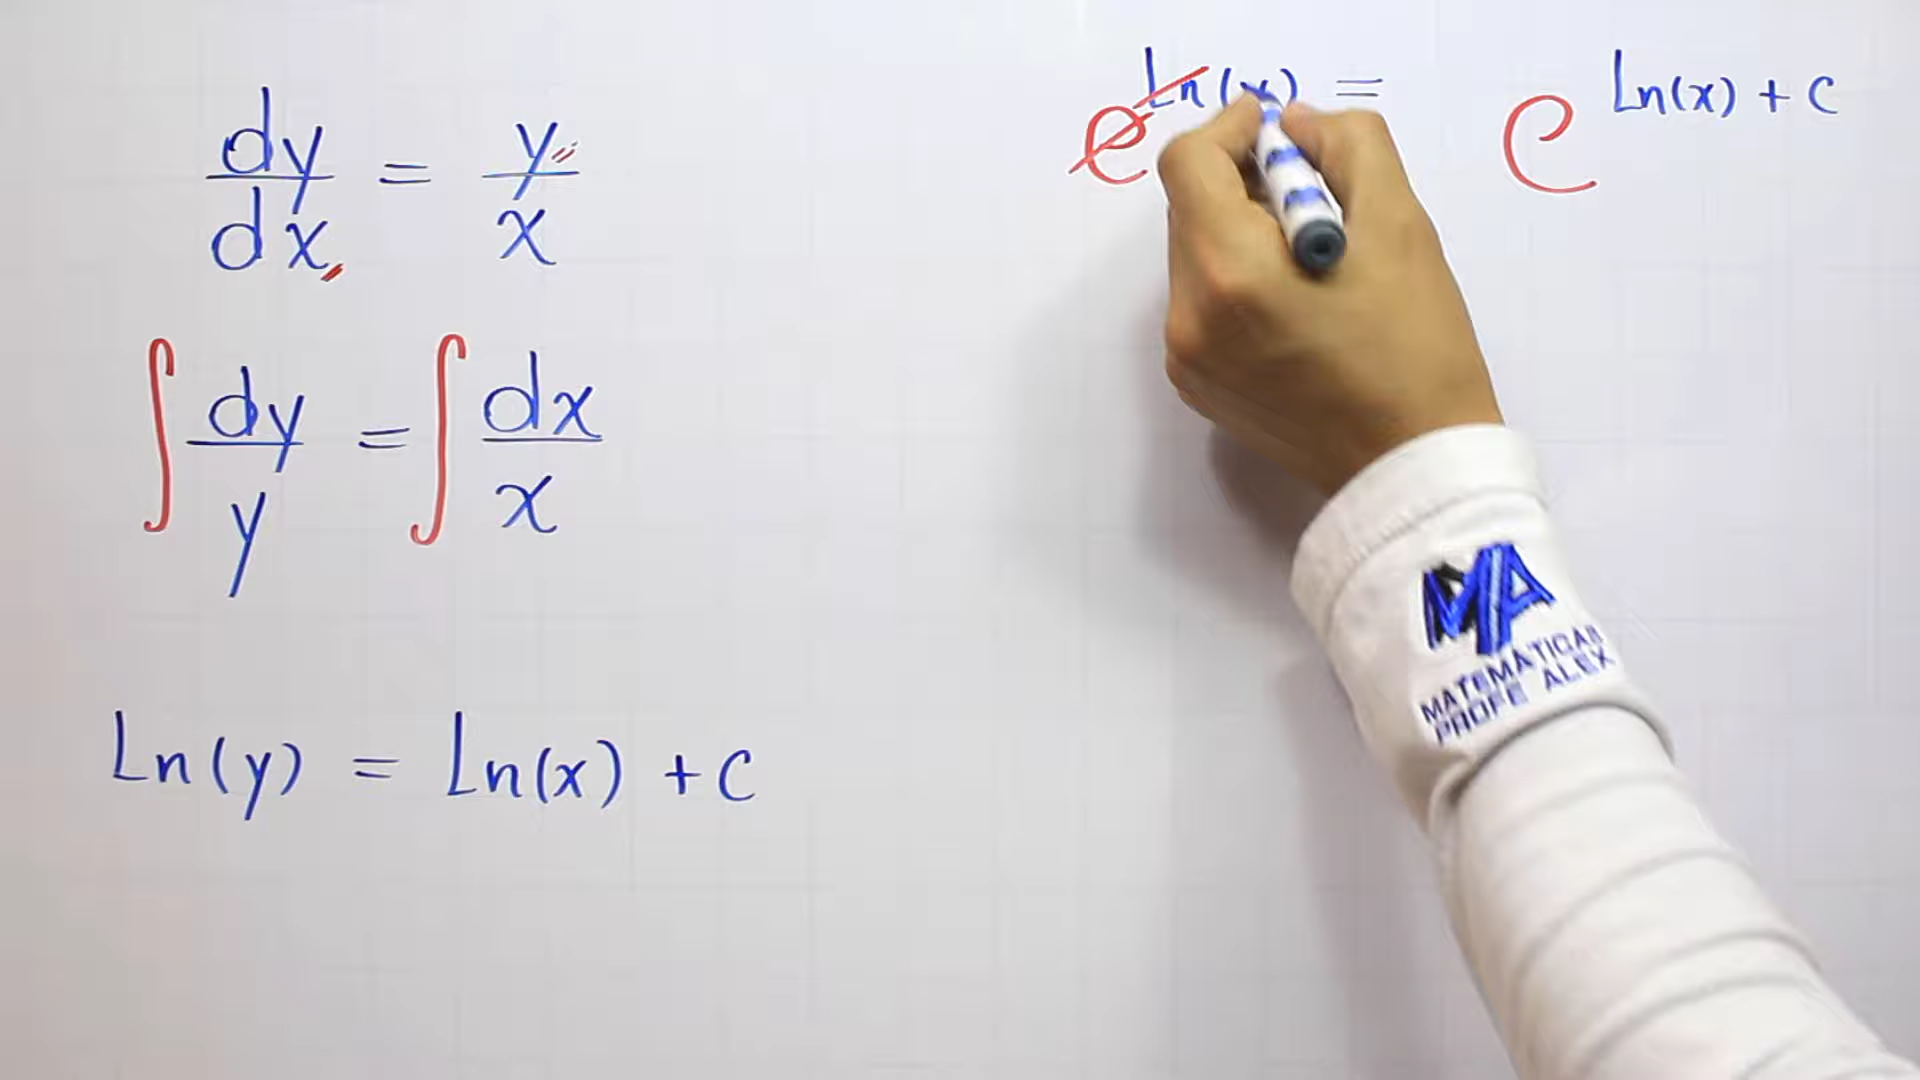 dy/dx = y/x
∫ dy/y = ∫ dx/x
Ln(y) = Ln(x) + c
e^Ln( ) = e^Ln(x) + c
MA
MATEMÁTICAS
PROFE ALEX